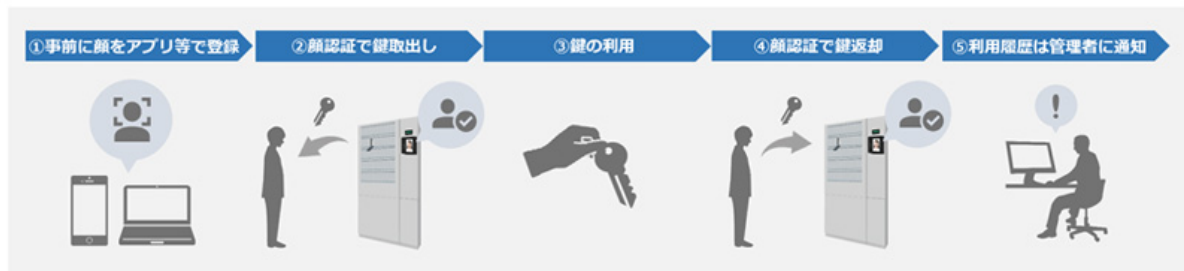 ①事前に顔をアプリ等で登録
②顔認証で鍵取出し
③鍵の利用
④顔認証で鍵返却
⑤利用履歴は管理者に通知